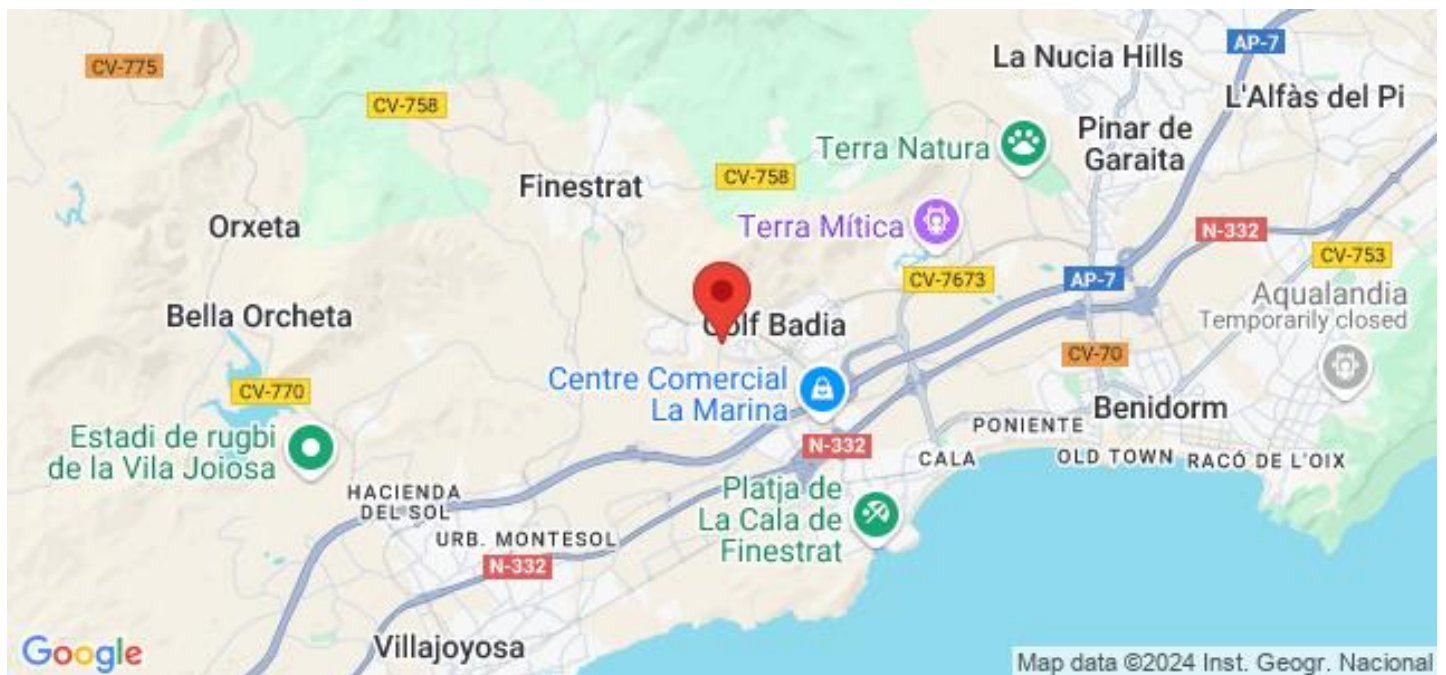 AP-7
La Nucia Hills
CV-775
CV-758
L'Alfàs del Pi
Terra Natura
Pinar de
Garaita
Finestrat
CV-758
Orxeta
Terra Mítica
N-332
CV-753
CV-7673
AP-7
Bella Orcheta
Golf Badia
Aqualandia
Temporarily closed
CV-70
Centre Comercial
La Marina
CV-770
Benidorm
PONIENTE
Estadi de rugbi
de la Vila Joiosa
N-332
CALA
OLD TOWN
RACÓ DE L'OIX
HACIENDA
DEL SOL
Platja de
La Cala de
Finestrat
URB. MONTESOL
N-332
Villajoyosa
Google
Map data ©2024 Inst. Geogr. Nacional